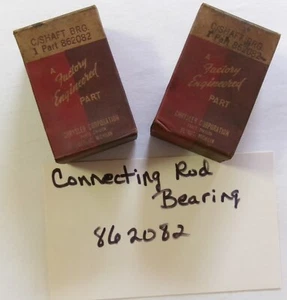 C/SHAFT BRG.
1 Part 862082
A
Factory
Engineered
PART
CHRYSLER CORPORATION
C/SHAFT BRG.
A
Factory
Engineered
PART
CHRYSLER CORPORATION
Connecting Rod
Bearing
862082